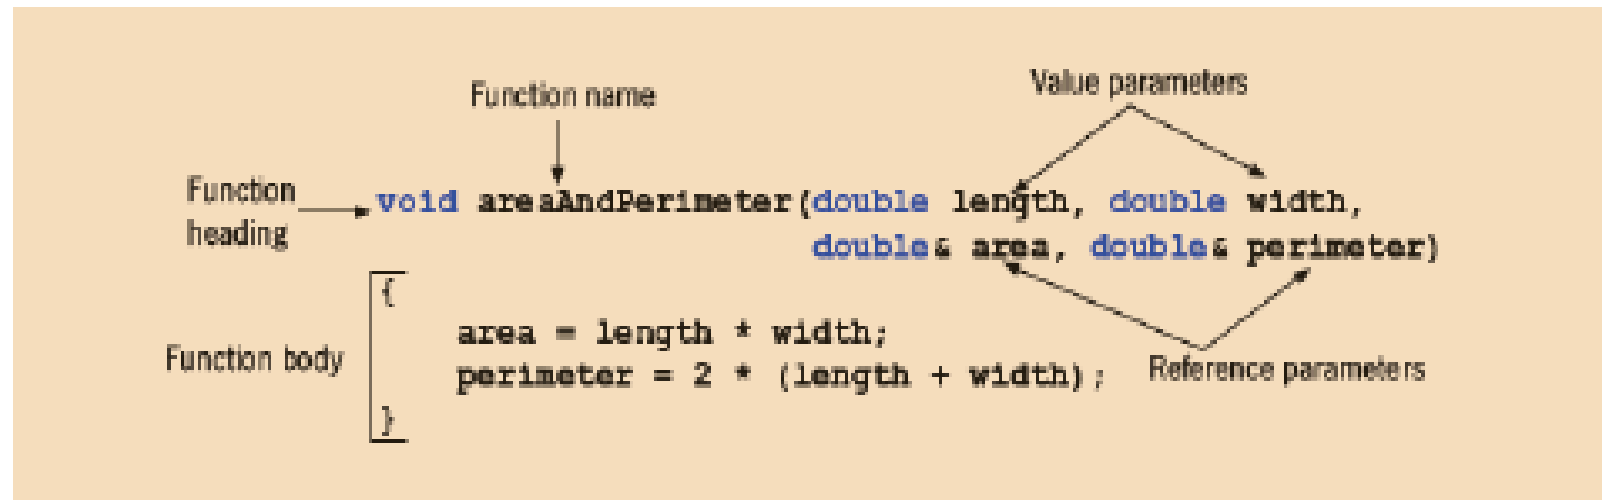 Function name
Value parameters
Function
heading
void areaAndPerimeter(double length, double width,
double& area, double& perimeter)
Function body
{
area = length * width;
perimeter = 2 * (length + width);
}
Reference parameters